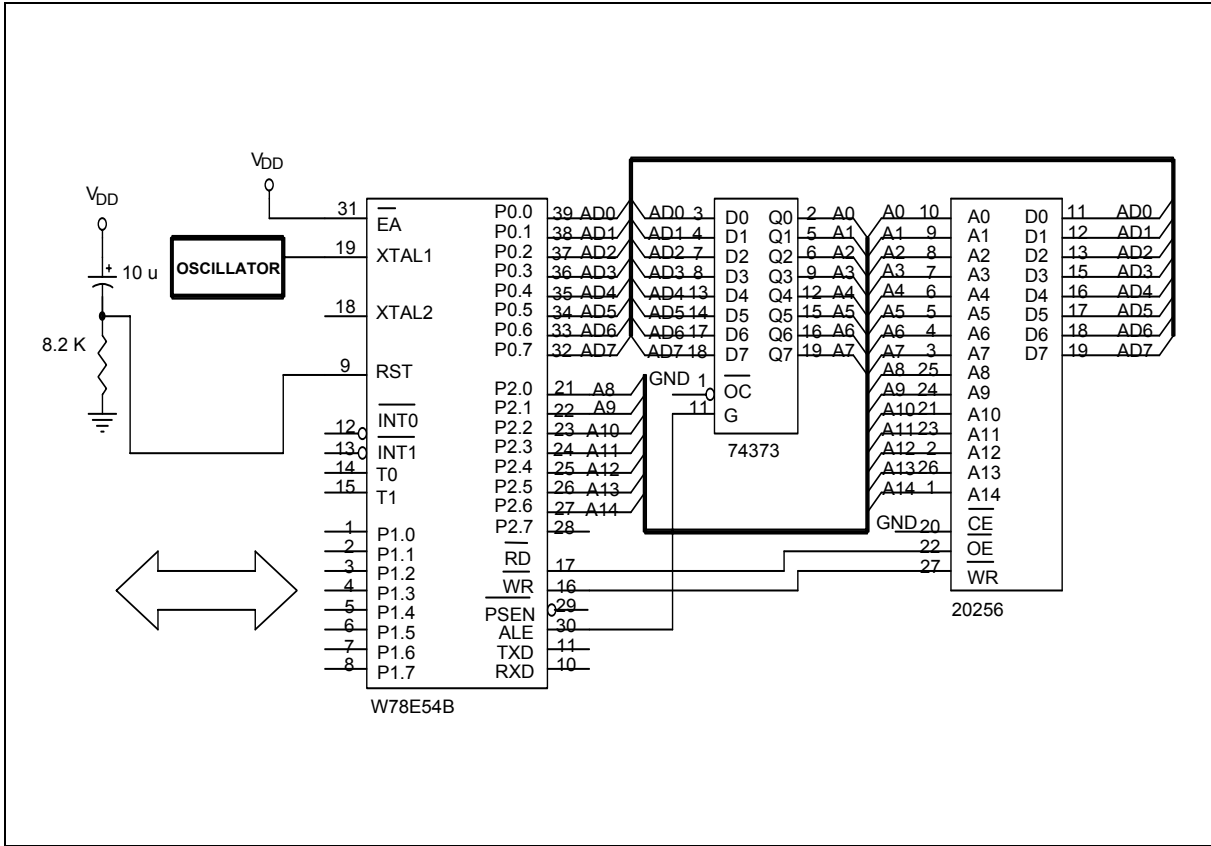 VDD
10 u
8.2 K
VDD
OSCILLATOR
31 EA
19 XTAL1
18 XTAL2
9 RST
12 INT0
13 INT1
14 T0
15 T1
1 P1.0
2 P1.1
3 P1.2
4 P1.3
5 P1.4
6 P1.5
7 P1.6
8 P1.7
P0.0 39 AD0
P0.1 38 AD1
P0.2 37 AD2
P0.3 36 AD3
P0.4 35 AD4
P0.5 34 AD5
P0.6 33 AD6
P0.7 32 AD7
P2.0 21 A8
P2.1 22 A9
P2.2 23 A10
P2.3 24 A11
P2.4 25 A12
P2.5 26 A13
P2.6 27 A14
P2.7 28
RD 17
WR 16
PSEN 29
ALE 30
TXD 11
RXD 10
W78E54B
AD0 3 D0 Q0 2 A0
AD1 4 D1 Q1 5 A1
AD2 7 D2 Q2 6 A2
AD3 8 D3 Q3 9 A3
AD4 13 D4 Q4 12 A4
AD5 14 D5 Q5 15 A5
AD6 17 D6 Q6 16 A6
AD7 18 D7 Q7 19 A7
GND 1 OC
11 G
74373
A0 10 A0 D0 11 AD0
A1 9 A1 D1 12 AD1
A2 8 A2 D2 13 AD2
A3 7 A3 D3 15 AD3
A4 6 A4 D4 16 AD4
A5 5 A5 D5 17 AD5
A6 4 A6 D6 18 AD6
A7 3 A7 D7 19 AD7
A8 25 A8
A9 24 A9
A10 21 A10
A11 23 A11
A12 2 A12
A13 26 A13
A14 1 A14
GND 20 CE
22 OE
27 WR
20256